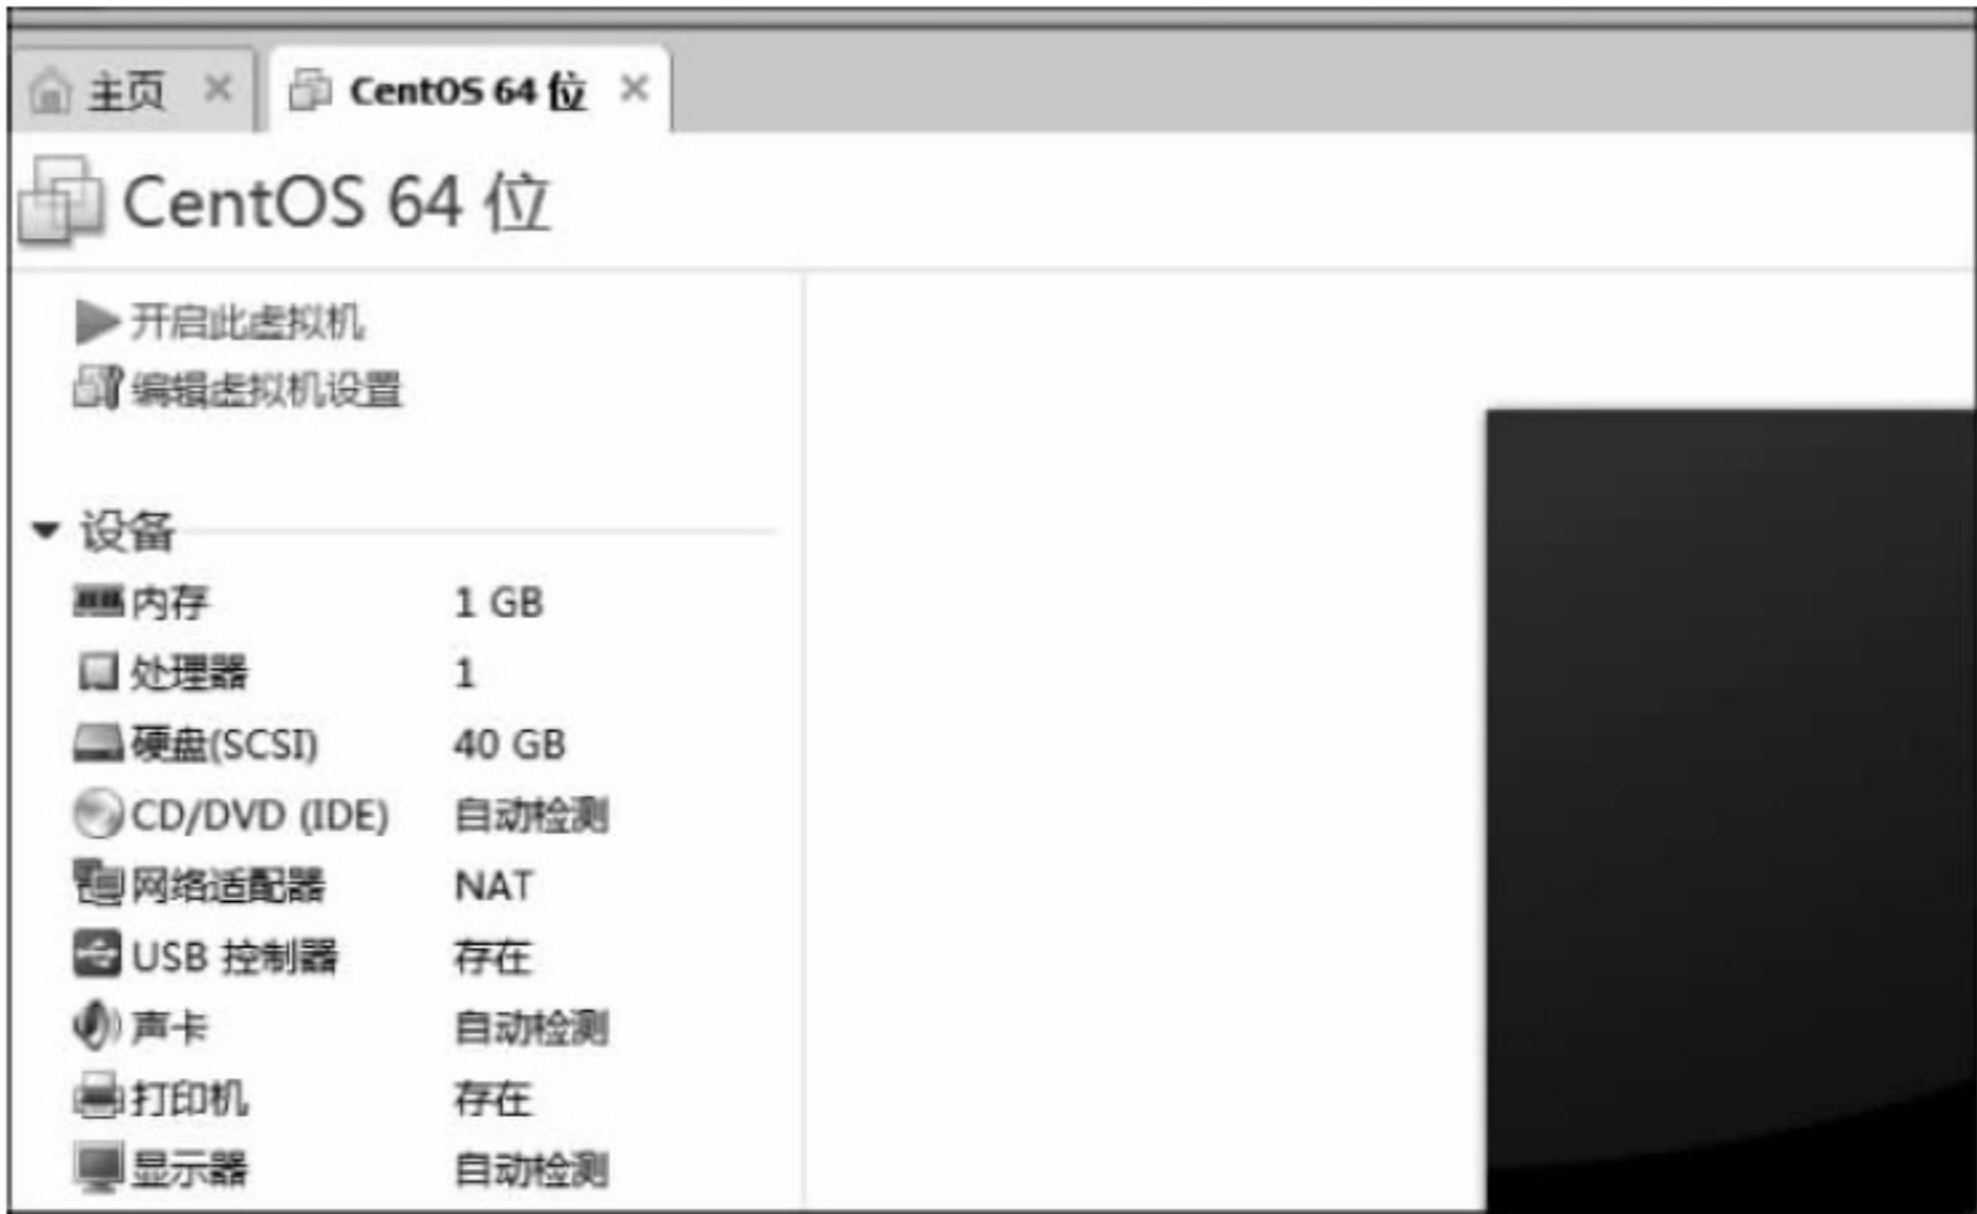 主页 CentOS 64 位
CentOS 64 位
开启此虚拟机
编辑虚拟机设置
设备
内存 1 GB
处理器 1
硬盘(SCSI) 40 GB
CD/DVD (IDE) 自动检测
网络适配器 NAT
USB 控制器 存在
声卡 自动检测
打印机 存在
显示器 自动检测